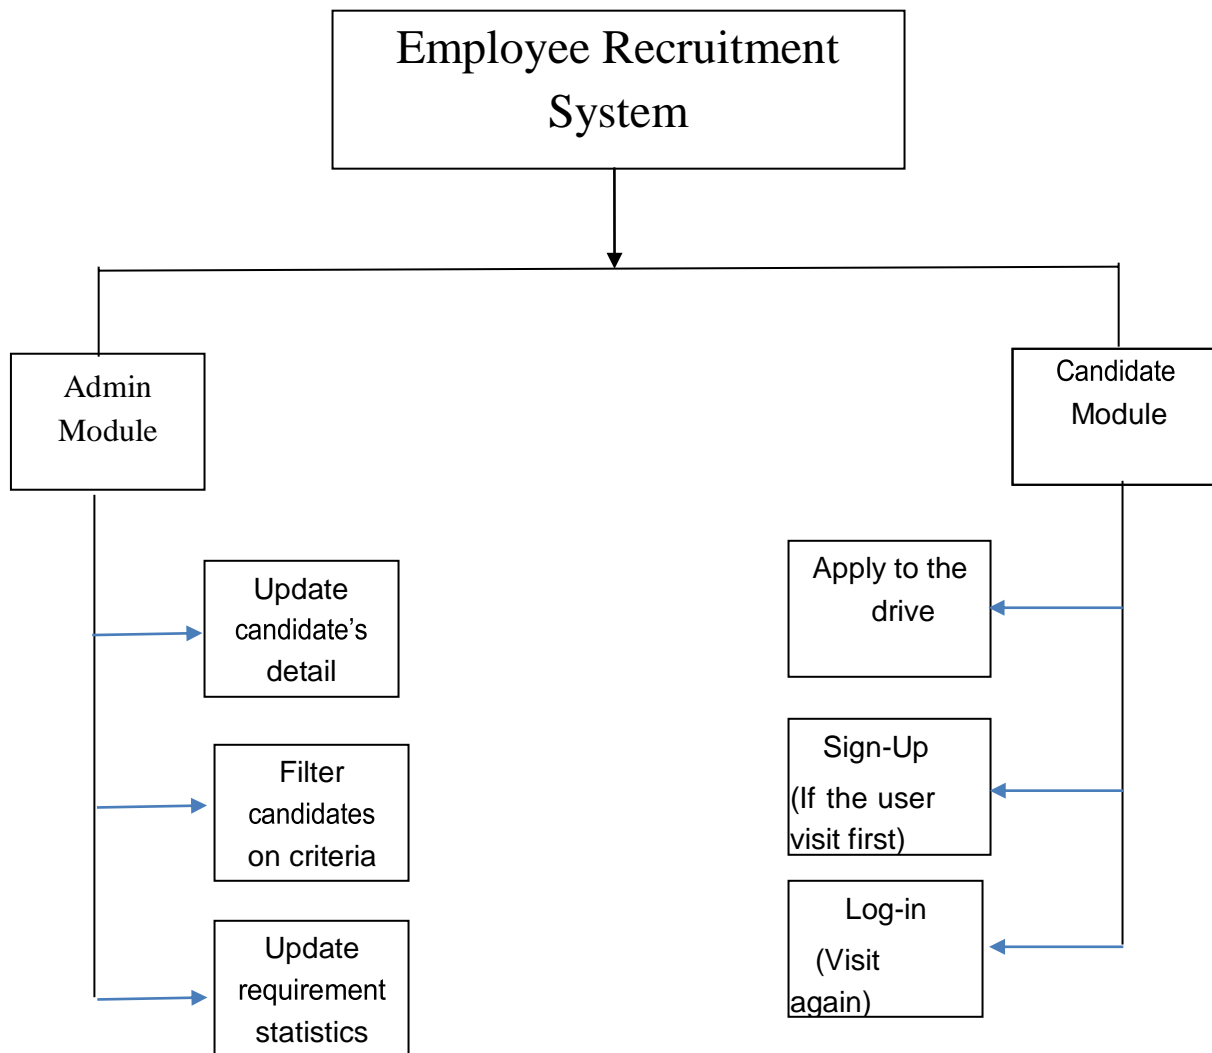 Employee Recruitment
System
Admin
Module
Candidate
Module
Update
candidate’s
detail
Filter
candidates
on criteria
Update
requirement
statistics
Apply to the
drive
Sign-Up
(If the user
visit first)
Log-in
(Visit
again)